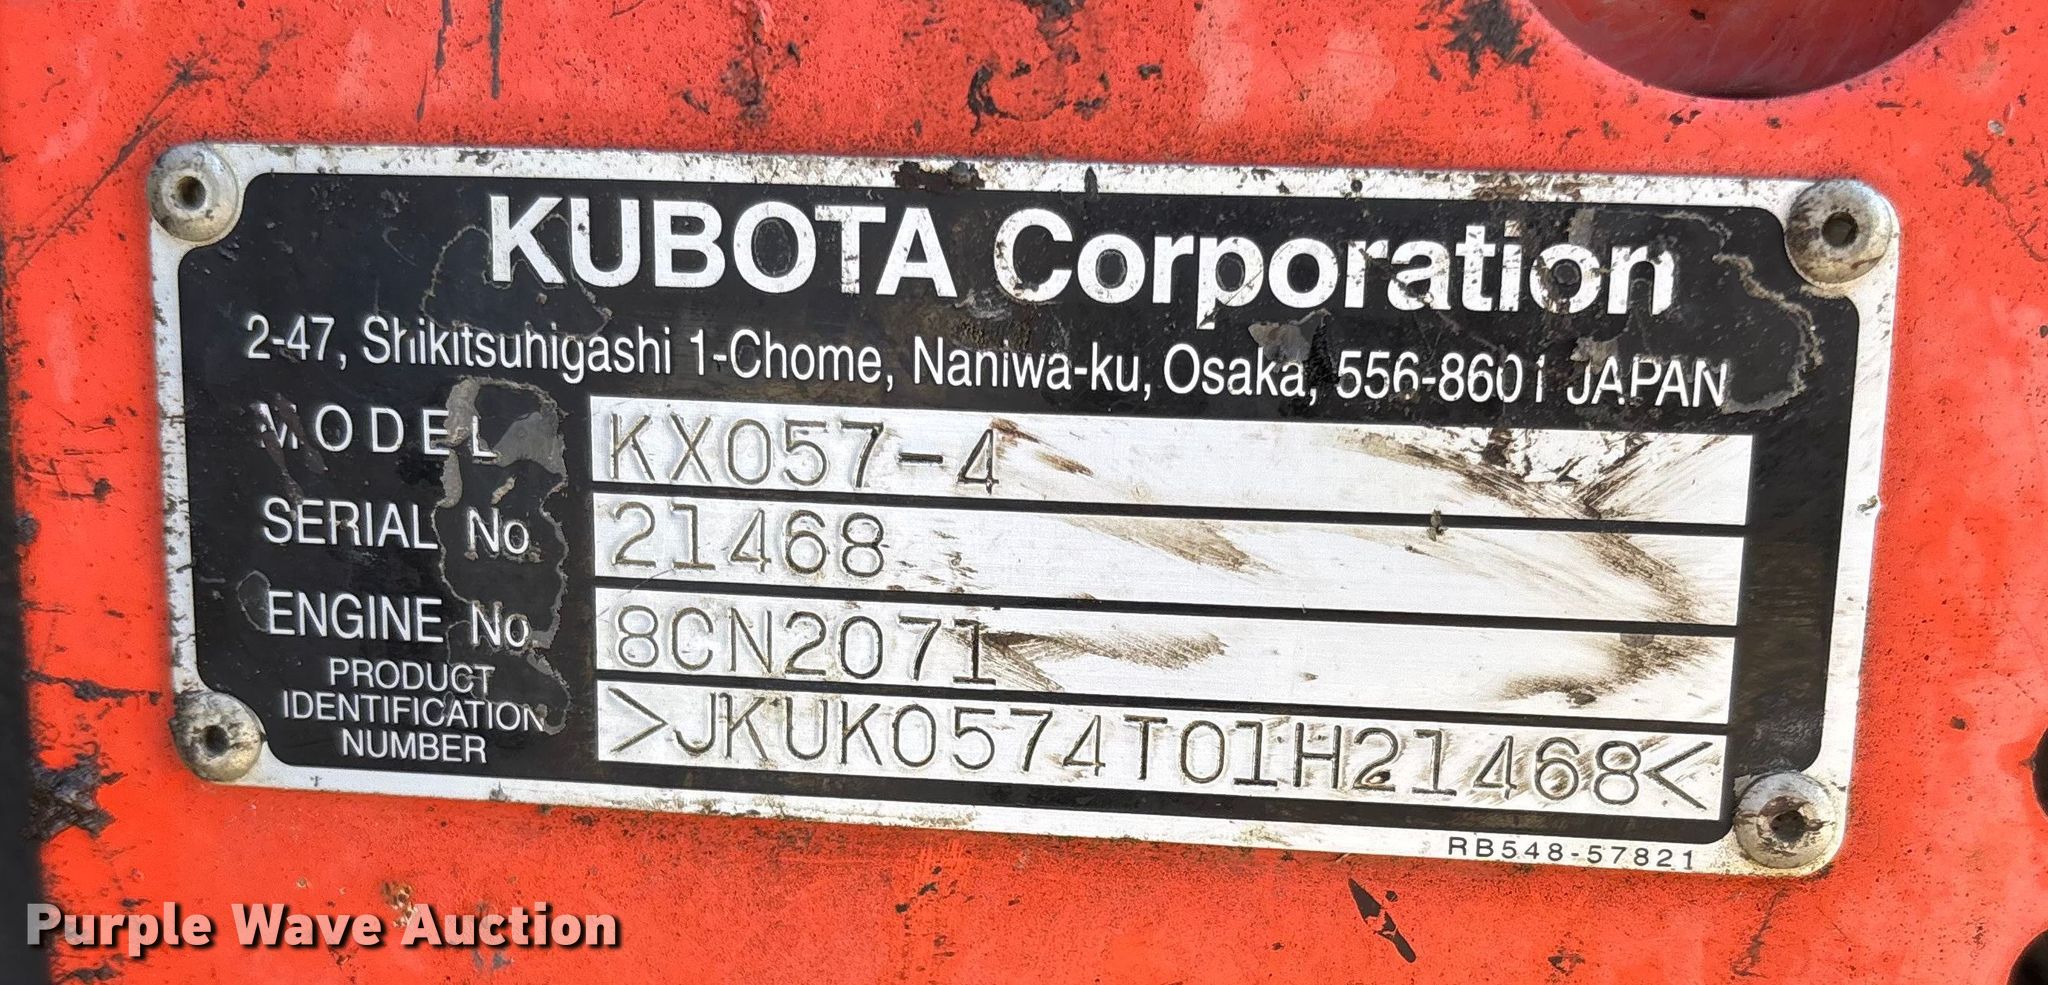 KUBOTA Corporation
2-47, Shikitsuhigashi 1-Chome, Naniwa-ku, Osaka, 556-8601 JAPAN
MODEL KX057-4
SERIAL No. 21468
ENGINE No. 8CN2071
PRODUCT IDENTIFICATION NUMBER >JKUK0574T01H21468<
RB548-57821
Purple Wave Auction